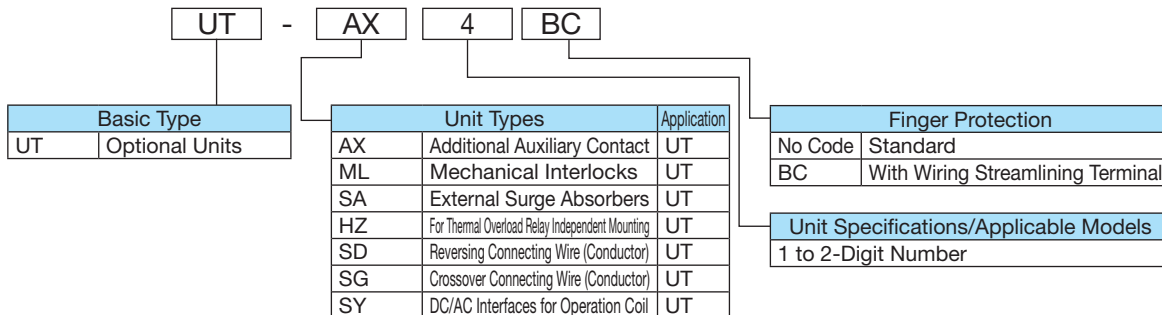 UT - AX 4 BC
Basic Type
UT Optional Units
Unit Types Application
AX Additional Auxiliary Contact UT
ML Mechanical Interlocks UT
SA External Surge Absorbers UT
HZ For Thermal Overload Relay Independent Mounting UT
SD Reversing Connecting Wire (Conductor) UT
SG Crossover Connecting Wire (Conductor) UT
SY DC/AC Interfaces for Operation Coil UT
Finger Protection
No Code Standard
BC With Wiring Streamlining Terminal
Unit Specifications/Applicable Models
1 to 2-Digit Number